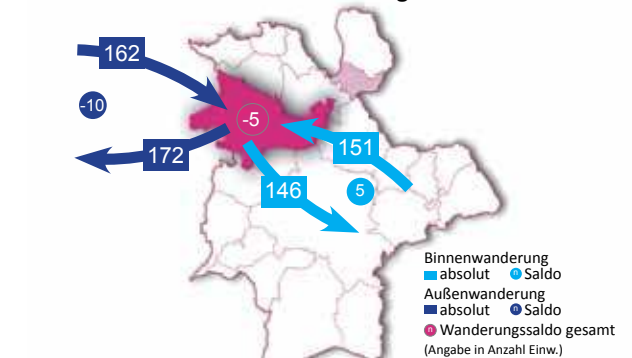 162
-10
-5
172
151
146
5
Binnenwanderung
absolut n Saldo
Außenwanderung
absolut n Saldo
n Wanderungssaldo gesamt
(Angabe in Anzahl Einw.)